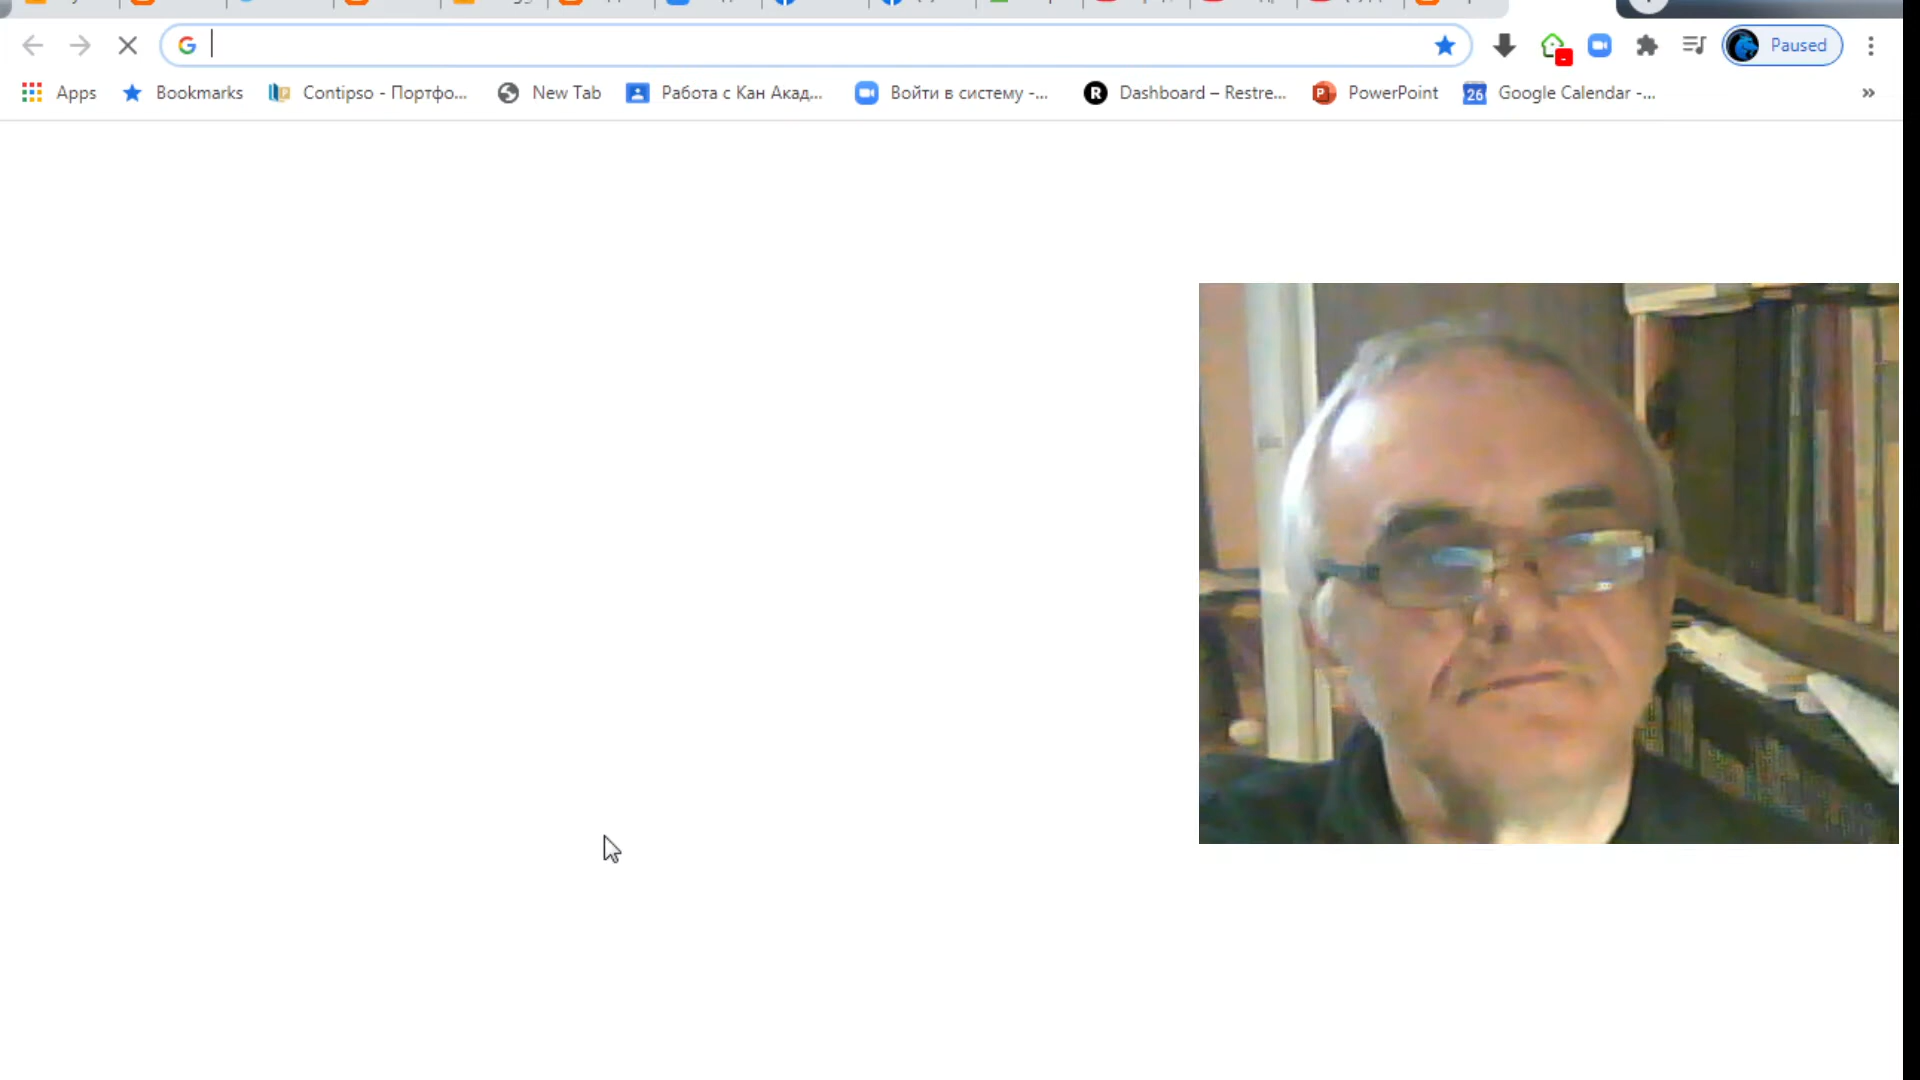 Paused
Apps Bookmarks Contipso - Портфо... New Tab Работа с Кан Акад... Войти в систему -... Dashboard – Restre... PowerPoint 26 Google Calendar -... »